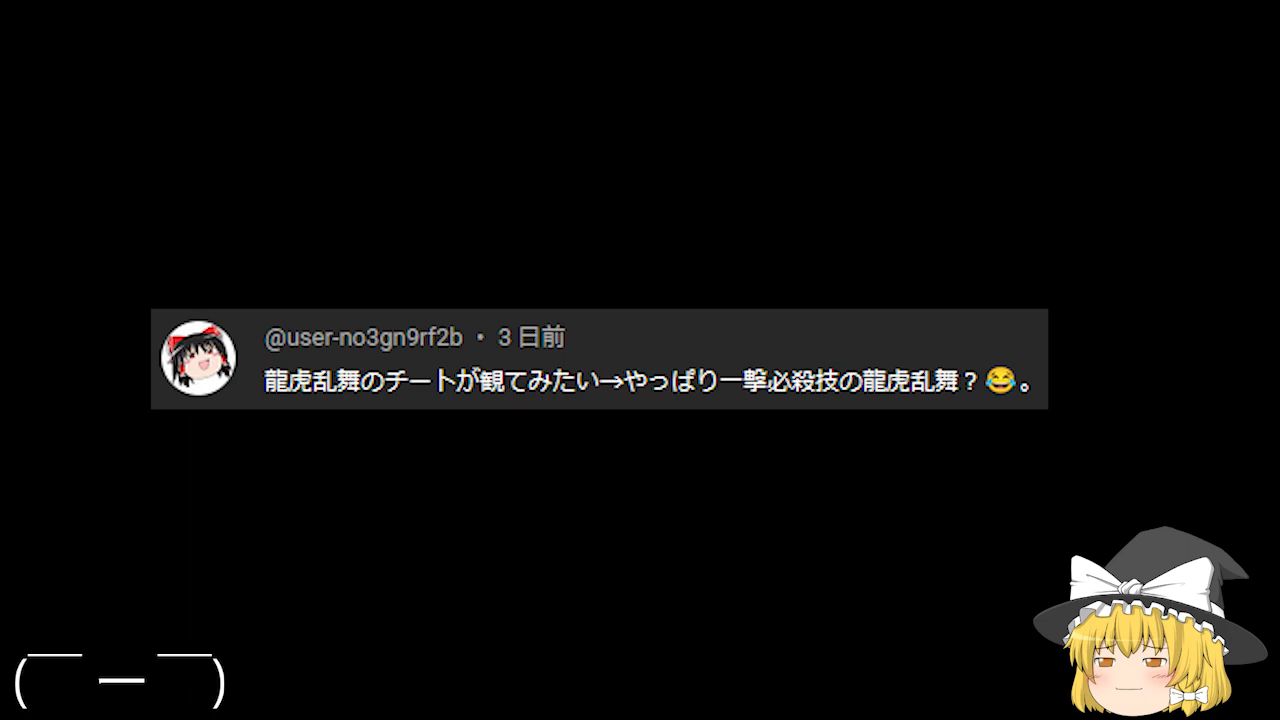 @user-no3gn9rf2b・3 日前
龍虎乱舞のチートが観てみたい→やっぱり一撃必殺技の龍虎乱舞？😂。
(￣ー￣)